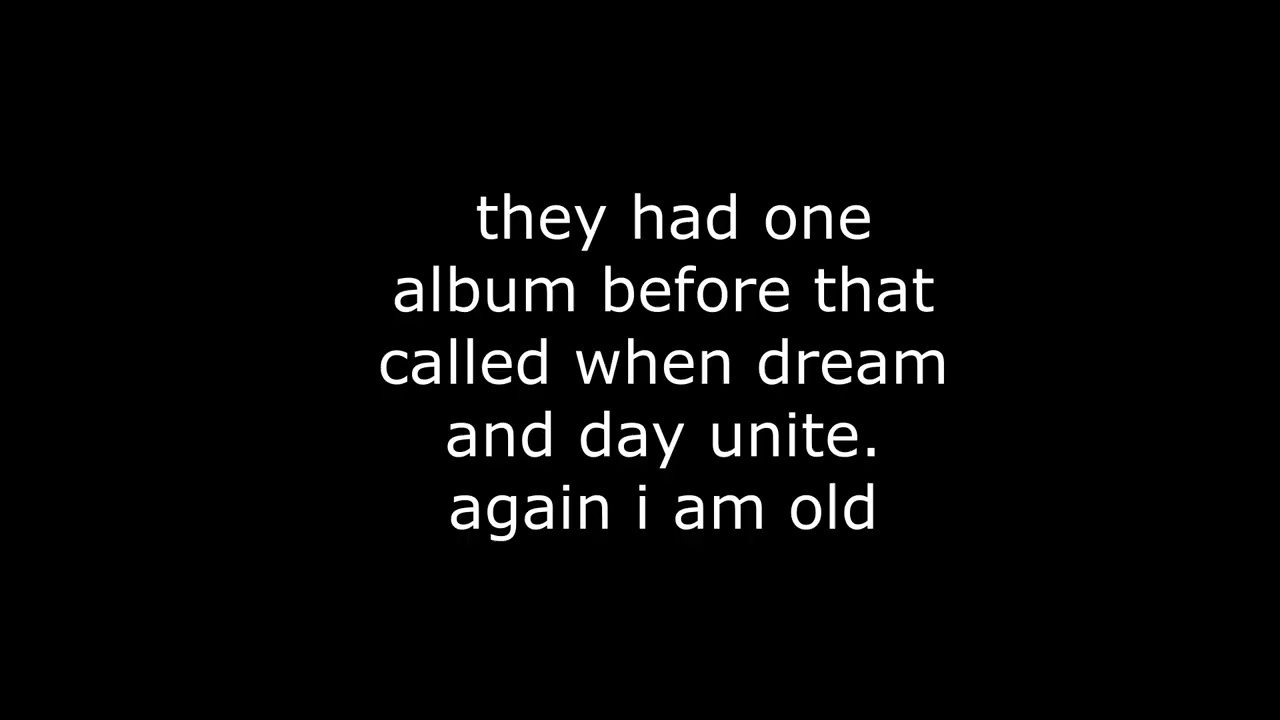 they had one
album before that
called when dream
and day unite.
again i am old